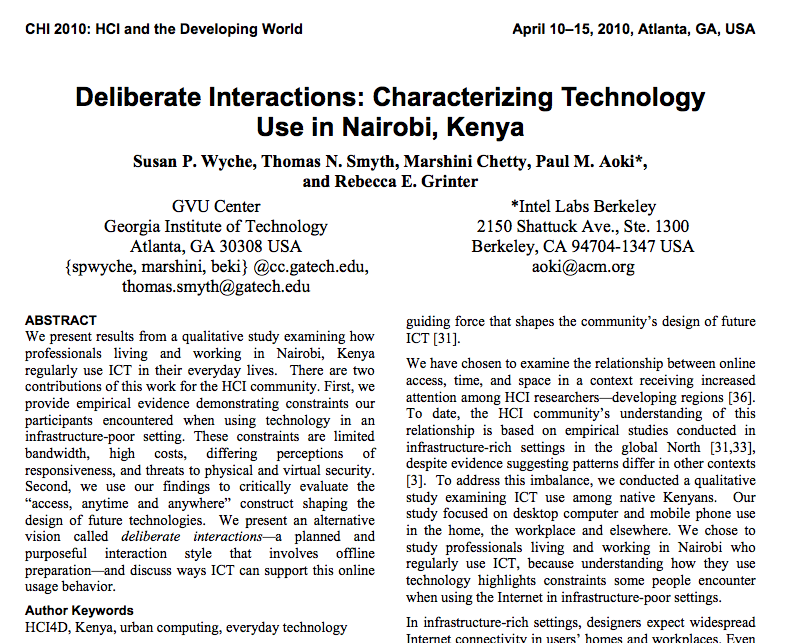 CHI 2010: HCI and the Developing World
April 10–15, 2010, Atlanta, GA, USA
Deliberate Interactions: Characterizing Technology
Use in Nairobi, Kenya
Susan P. Wyche, Thomas N. Smyth, Marshini Chetty, Paul M. Aoki*,
and Rebecca E. Grinter
GVU Center
Georgia Institute of Technology
Atlanta, GA 30308 USA
{spwyche, marshini, beki} @cc.gatech.edu,
thomas.smyth@gatech.edu
*Intel Labs Berkeley
2150 Shattuck Ave., Ste. 1300
Berkeley, CA 94704-1347 USA
aoki@acm.org
ABSTRACT
We present results from a qualitative study examining how
professionals living and working in Nairobi, Kenya
regularly use ICT in their everyday lives. There are two
contributions of this work for the HCI community. First, we
provide empirical evidence demonstrating constraints our
participants encountered when using technology in an
infrastructure-poor setting. These constraints are limited
bandwidth, high costs, differing perceptions of
responsiveness, and threats to physical and virtual security.
Second, we use our findings to critically evaluate the
“access, anytime and anywhere” construct shaping the
design of future technologies. We present an alternative
vision called deliberate interactions—a planned and
purposeful interaction style that involves offline
preparation—and discuss ways ICT can support this online
usage behavior.
Author Keywords
HCI4D, Kenya, urban computing, everyday technology
guiding force that shapes the community’s design of future
ICT [31].
We have chosen to examine the relationship between online
access, time, and space in a context receiving increased
attention among HCI researchers—developing regions [36].
To date, the HCI community’s understanding of this
relationship is based on empirical studies conducted in
infrastructure-rich settings in the global North [31,33],
despite evidence suggesting patterns differ in other contexts
[3]. To address this imbalance, we conducted a qualitative
study examining ICT use among native Kenyans. Our
study focused on desktop computer and mobile phone use
in the home, the workplace and elsewhere. We chose to
study professionals living and working in Nairobi who
regularly use ICT, because understanding how they use
technology highlights constraints some people encounter
when using the Internet in infrastructure-poor settings.
In infrastructure-rich settings, designers expect widespread
Internet connectivity in users’ homes and workplaces. Even